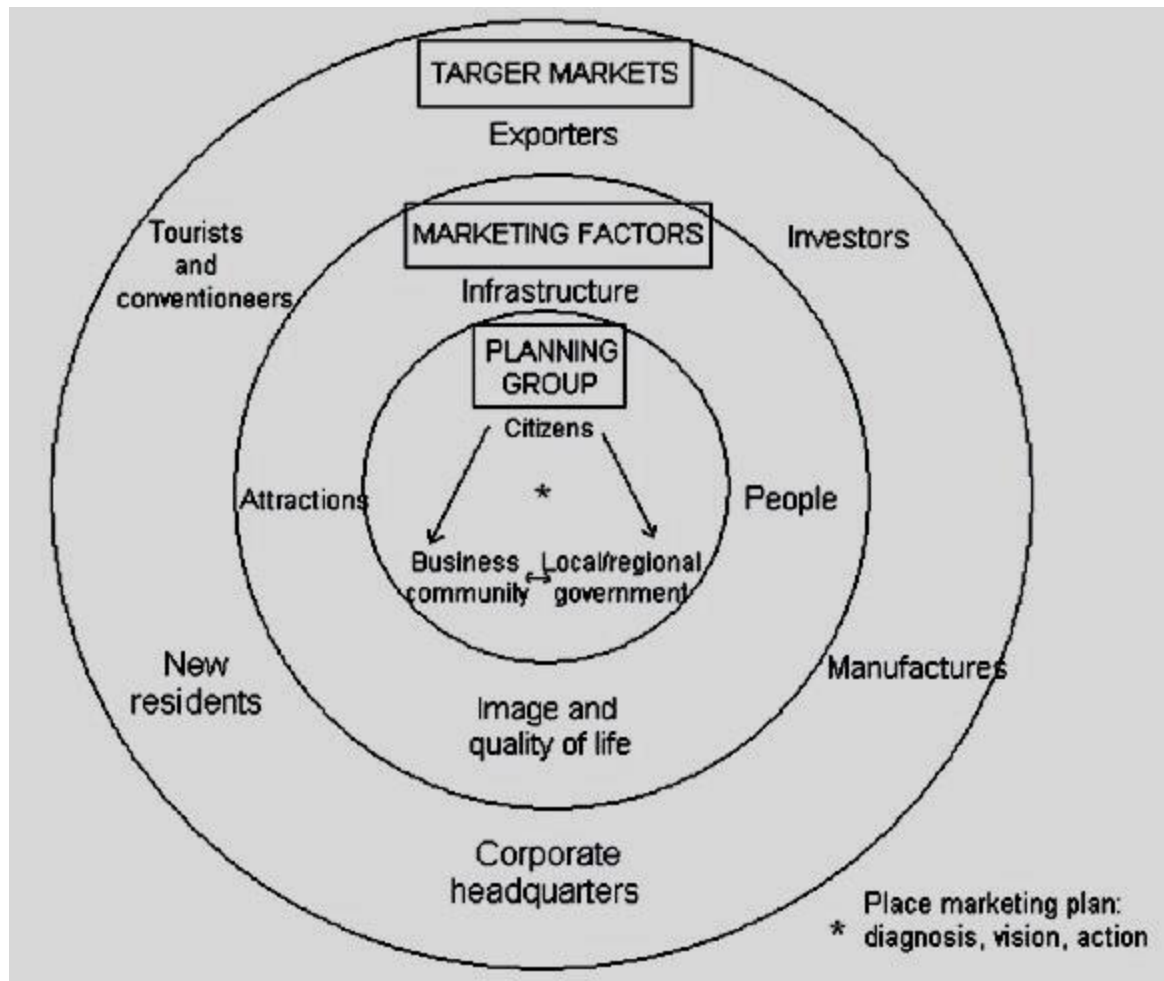 TARGER MARKETS
Exporters
Tourists
and
conventioneers
Investors
MARKETING FACTORS
Infrastructure
PLANNING
GROUP
Citizens
*
Attractions
People
Business
community
↔
Local/regional
government
New
residents
Manufactures
Image and
quality of life
Corporate
headquarters
* Place marketing plan:
diagnosis, vision, action